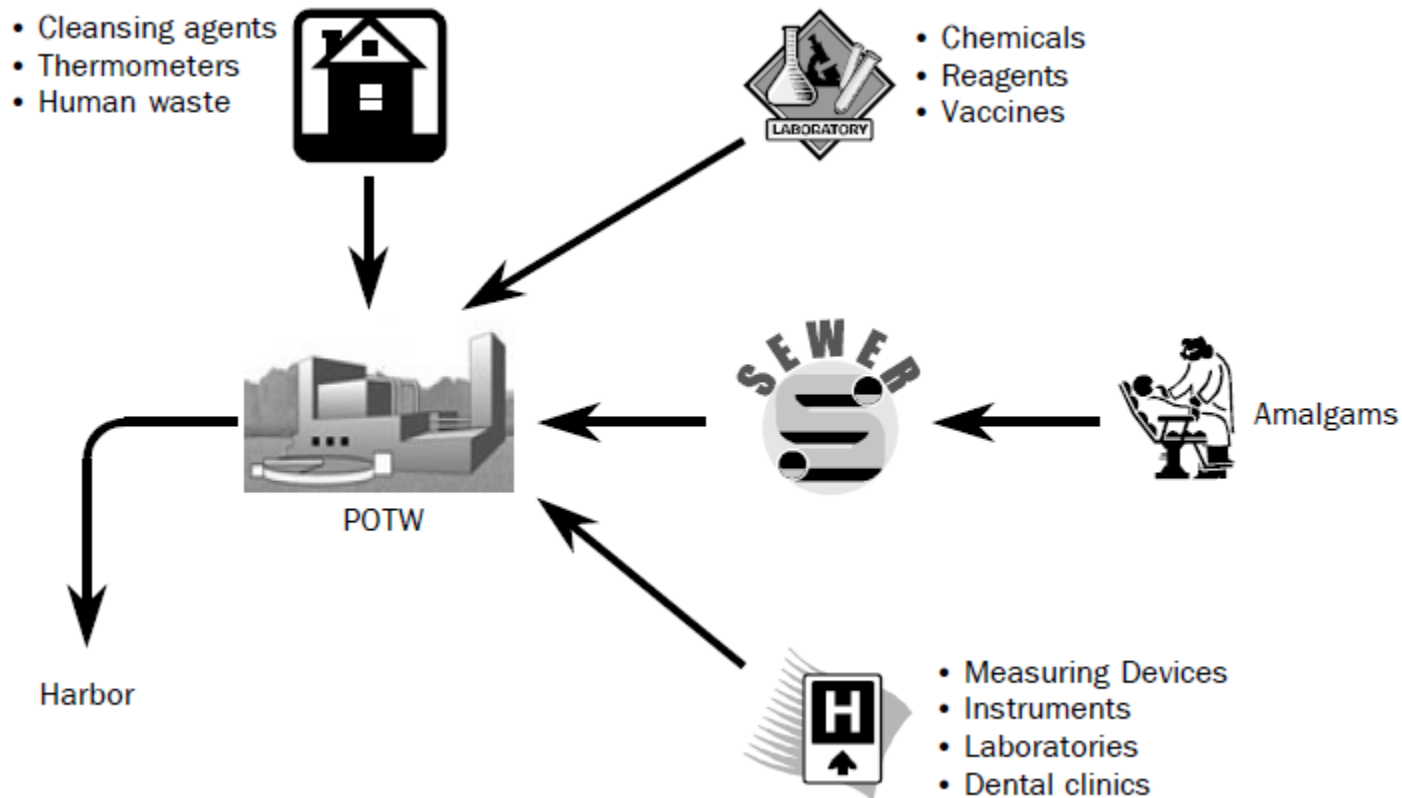 • Cleansing agents
• Thermometers
• Human waste
LABORATORY
• Chemicals
• Reagents
• Vaccines
SEWER
Amalgams
POTW
Harbor
H
• Measuring Devices
• Instruments
• Laboratories
• Dental clinics